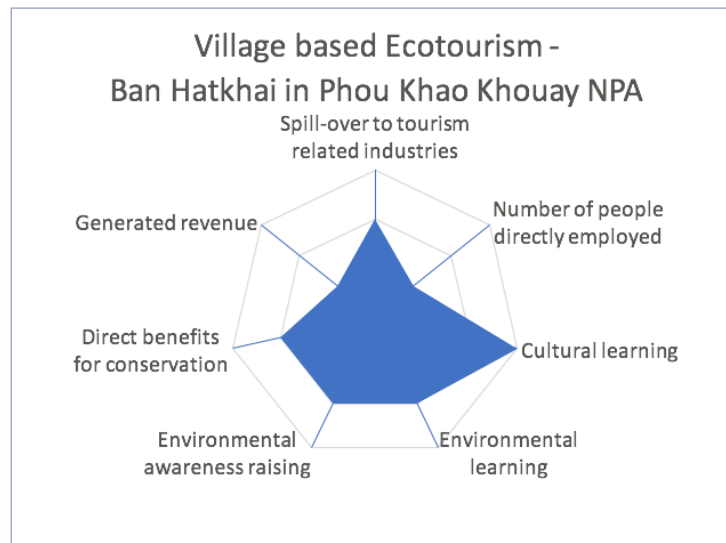 Village based Ecotourism -
Ban Hatkhai in Phou Khao Khouay NPA
Spill-over to tourism
related industries
Number of people
directly employed
Cultural learning
Environmental
learning
Environmental
awareness raising
Direct benefits
for conservation
Generated revenue